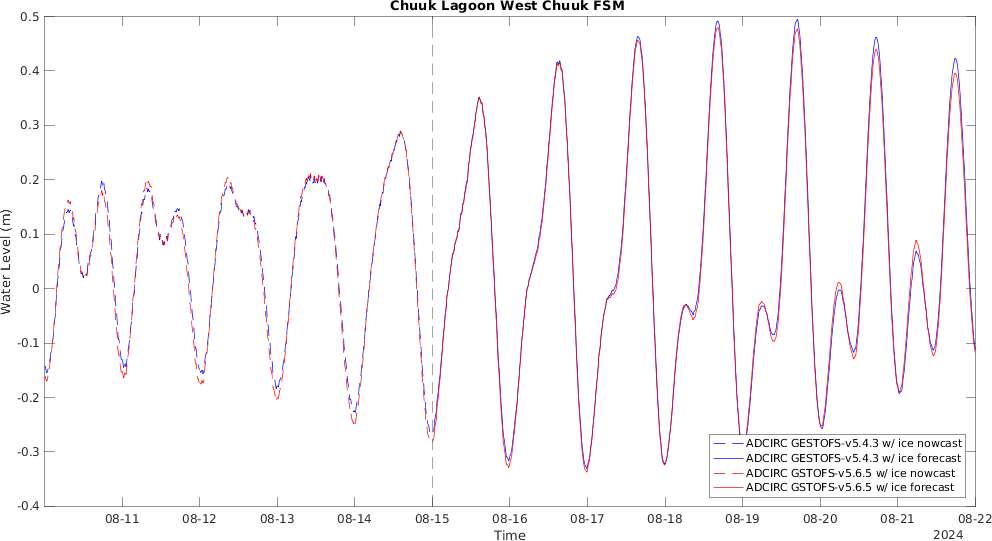 Chuuk Lagoon West Chuuk FSM
0.5
0.4
0.3
0.2
0.1
0
-0.1
-0.2
-0.3
-0.4
Water Level (m)
ADCIRC GESTOFS-v5.4.3 w/ ice nowcast
ADCIRC GESTOFS-v5.4.3 w/ ice forecast
ADCIRC GSTOFS-v5.6.5 w/ ice nowcast
ADCIRC GSTOFS-v5.6.5 w/ ice forecast
08-11 08-12 08-13 08-14 08-15 08-16 08-17 08-18 08-19 08-20 08-21 08-22
Time
2024